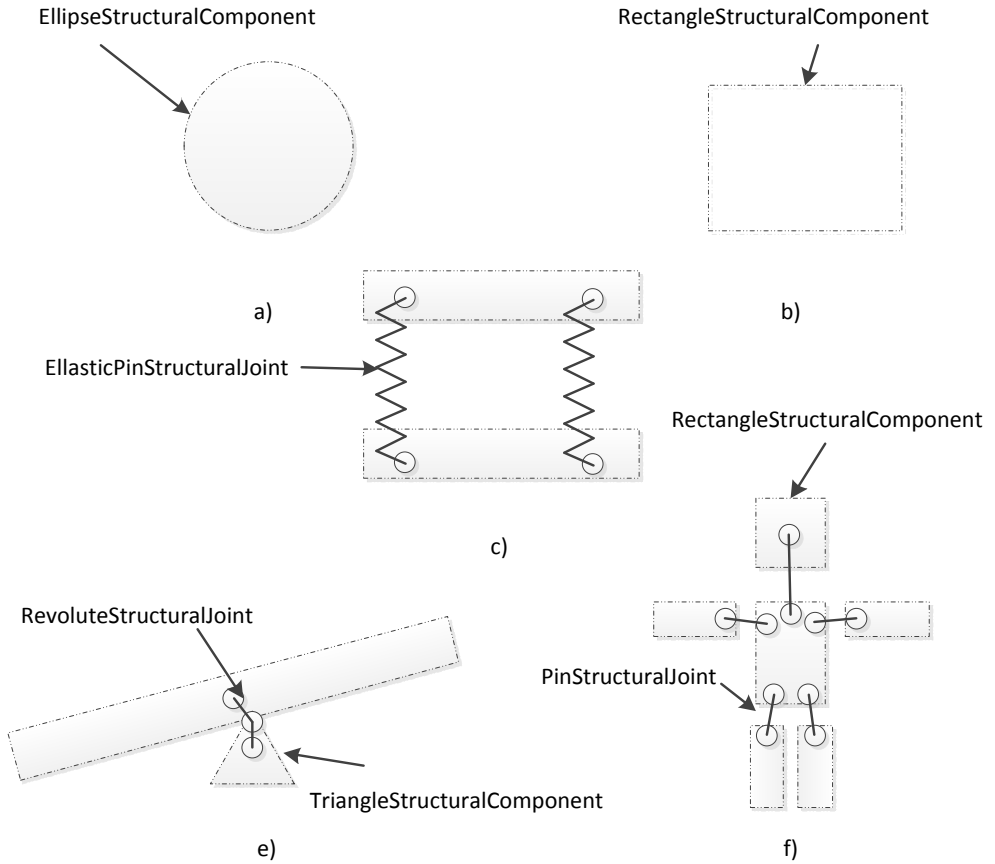 EllipseStructuralComponent
RectangleStructuralComponent
a)
b)
EllasticPinStructuralJoint
RectangleStructuralComponent
c)
RevoluteStructuralJoint
PinStructuralJoint
TriangleStructuralComponent
e)
f)